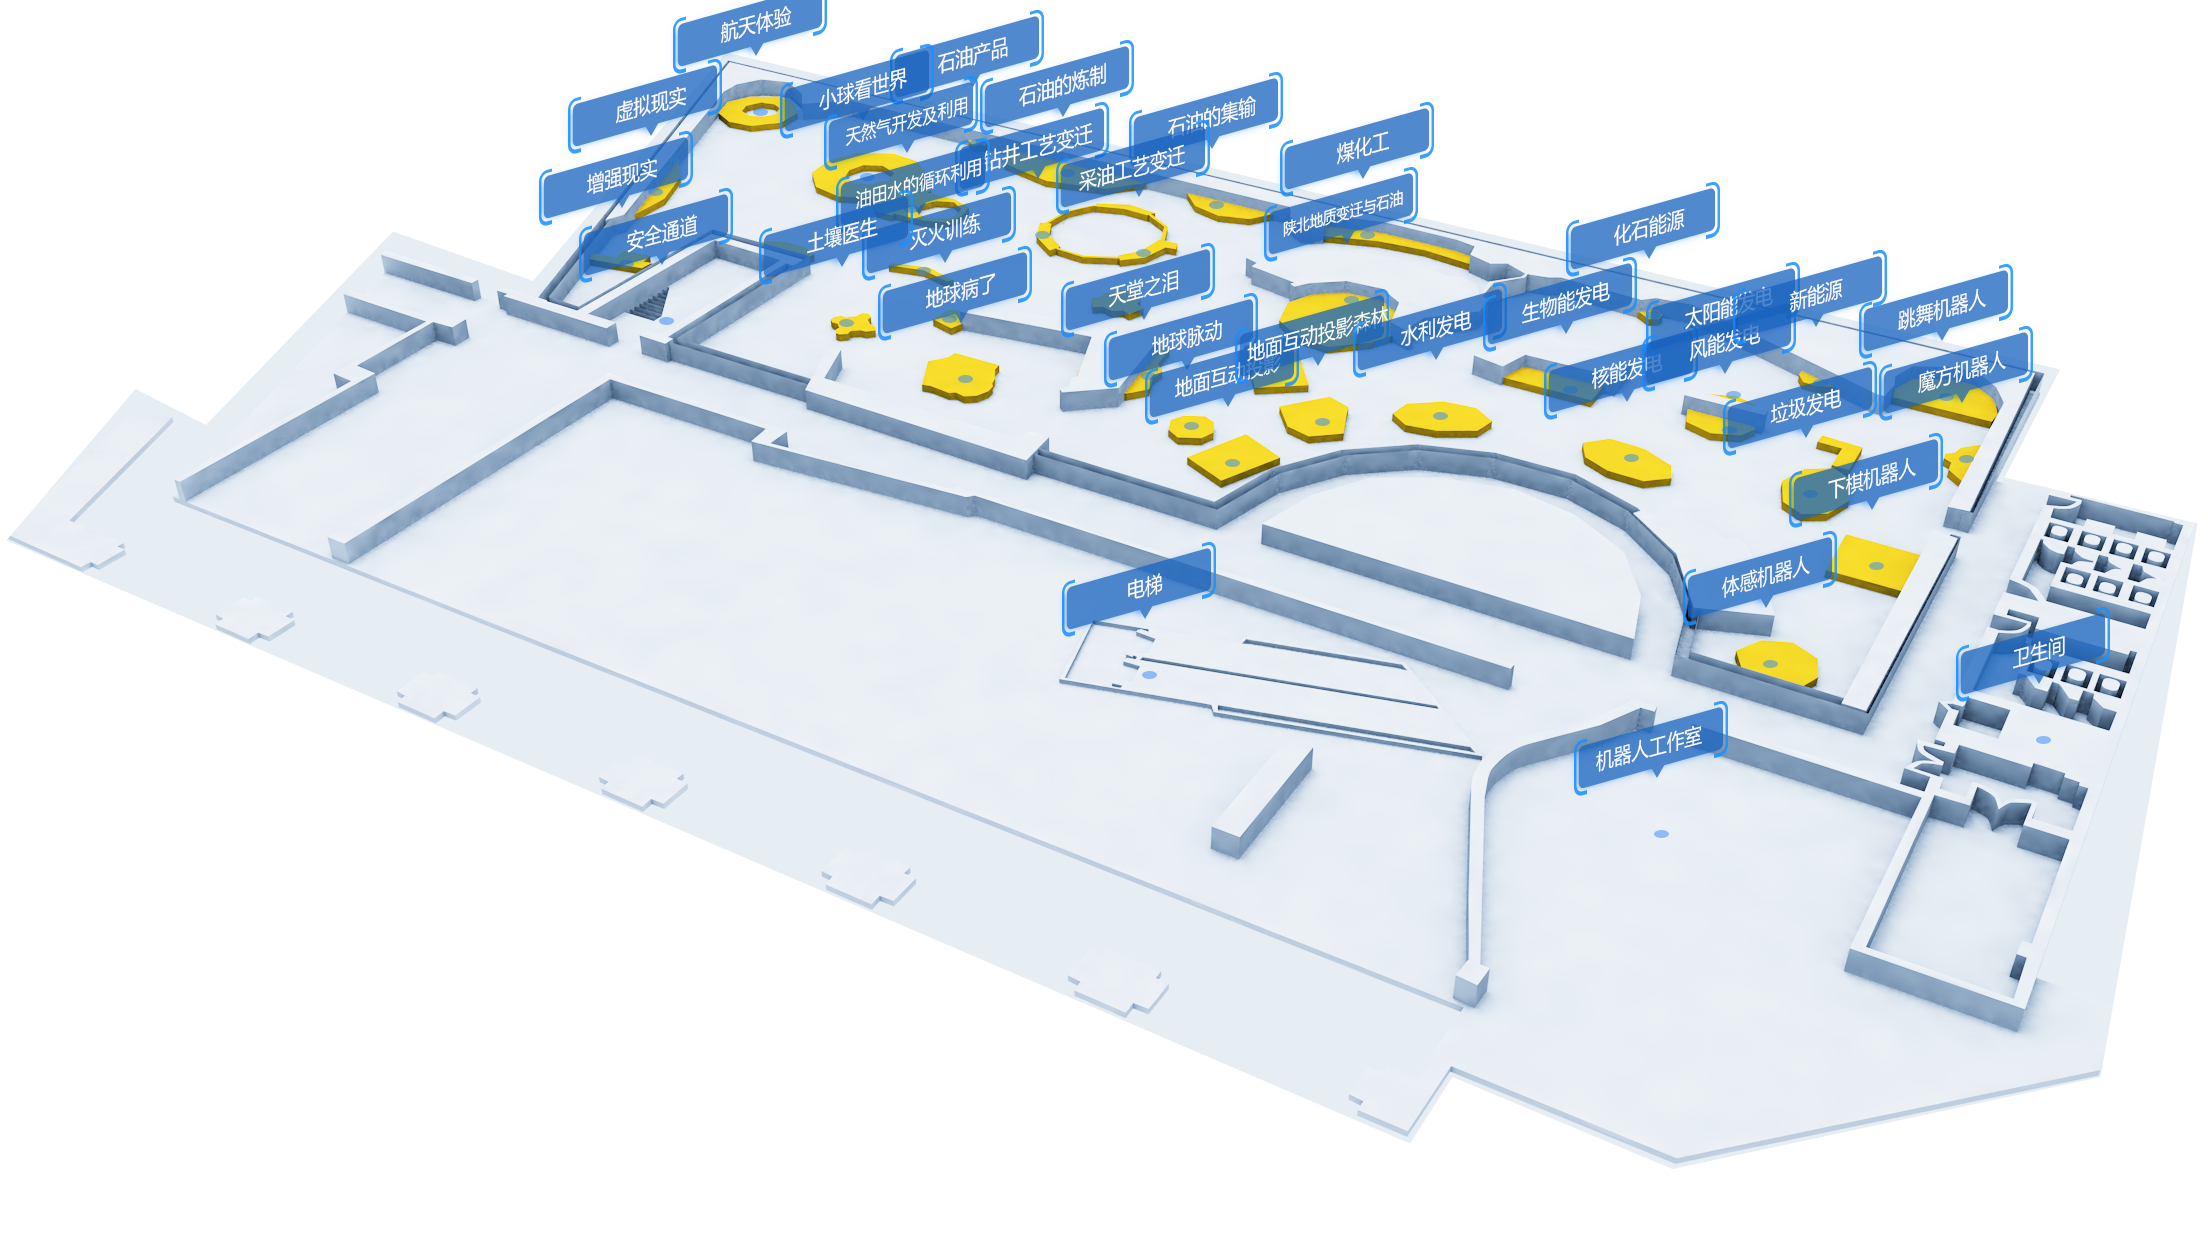 航天体验
石油产品
虚拟现实
小球看世界
石油的炼制
天然气开发及利用
石油的集输
钻井工艺变迁
煤化工
增强现实
油田水的循环利用
采油工艺变迁
陕北地质变迁与石油
安全通道
土壤医生
灭火训练
化石能源
地球病了
天堂之泪
生物能发电
太阳能发电
新能源
跳舞机器人
地球脉动
地面互动投影森林
水利发电
风能发电
地面互动投影
核能发电
魔方机器人
垃圾发电
下棋机器人
电梯
体感机器人
卫生间
机器人工作室